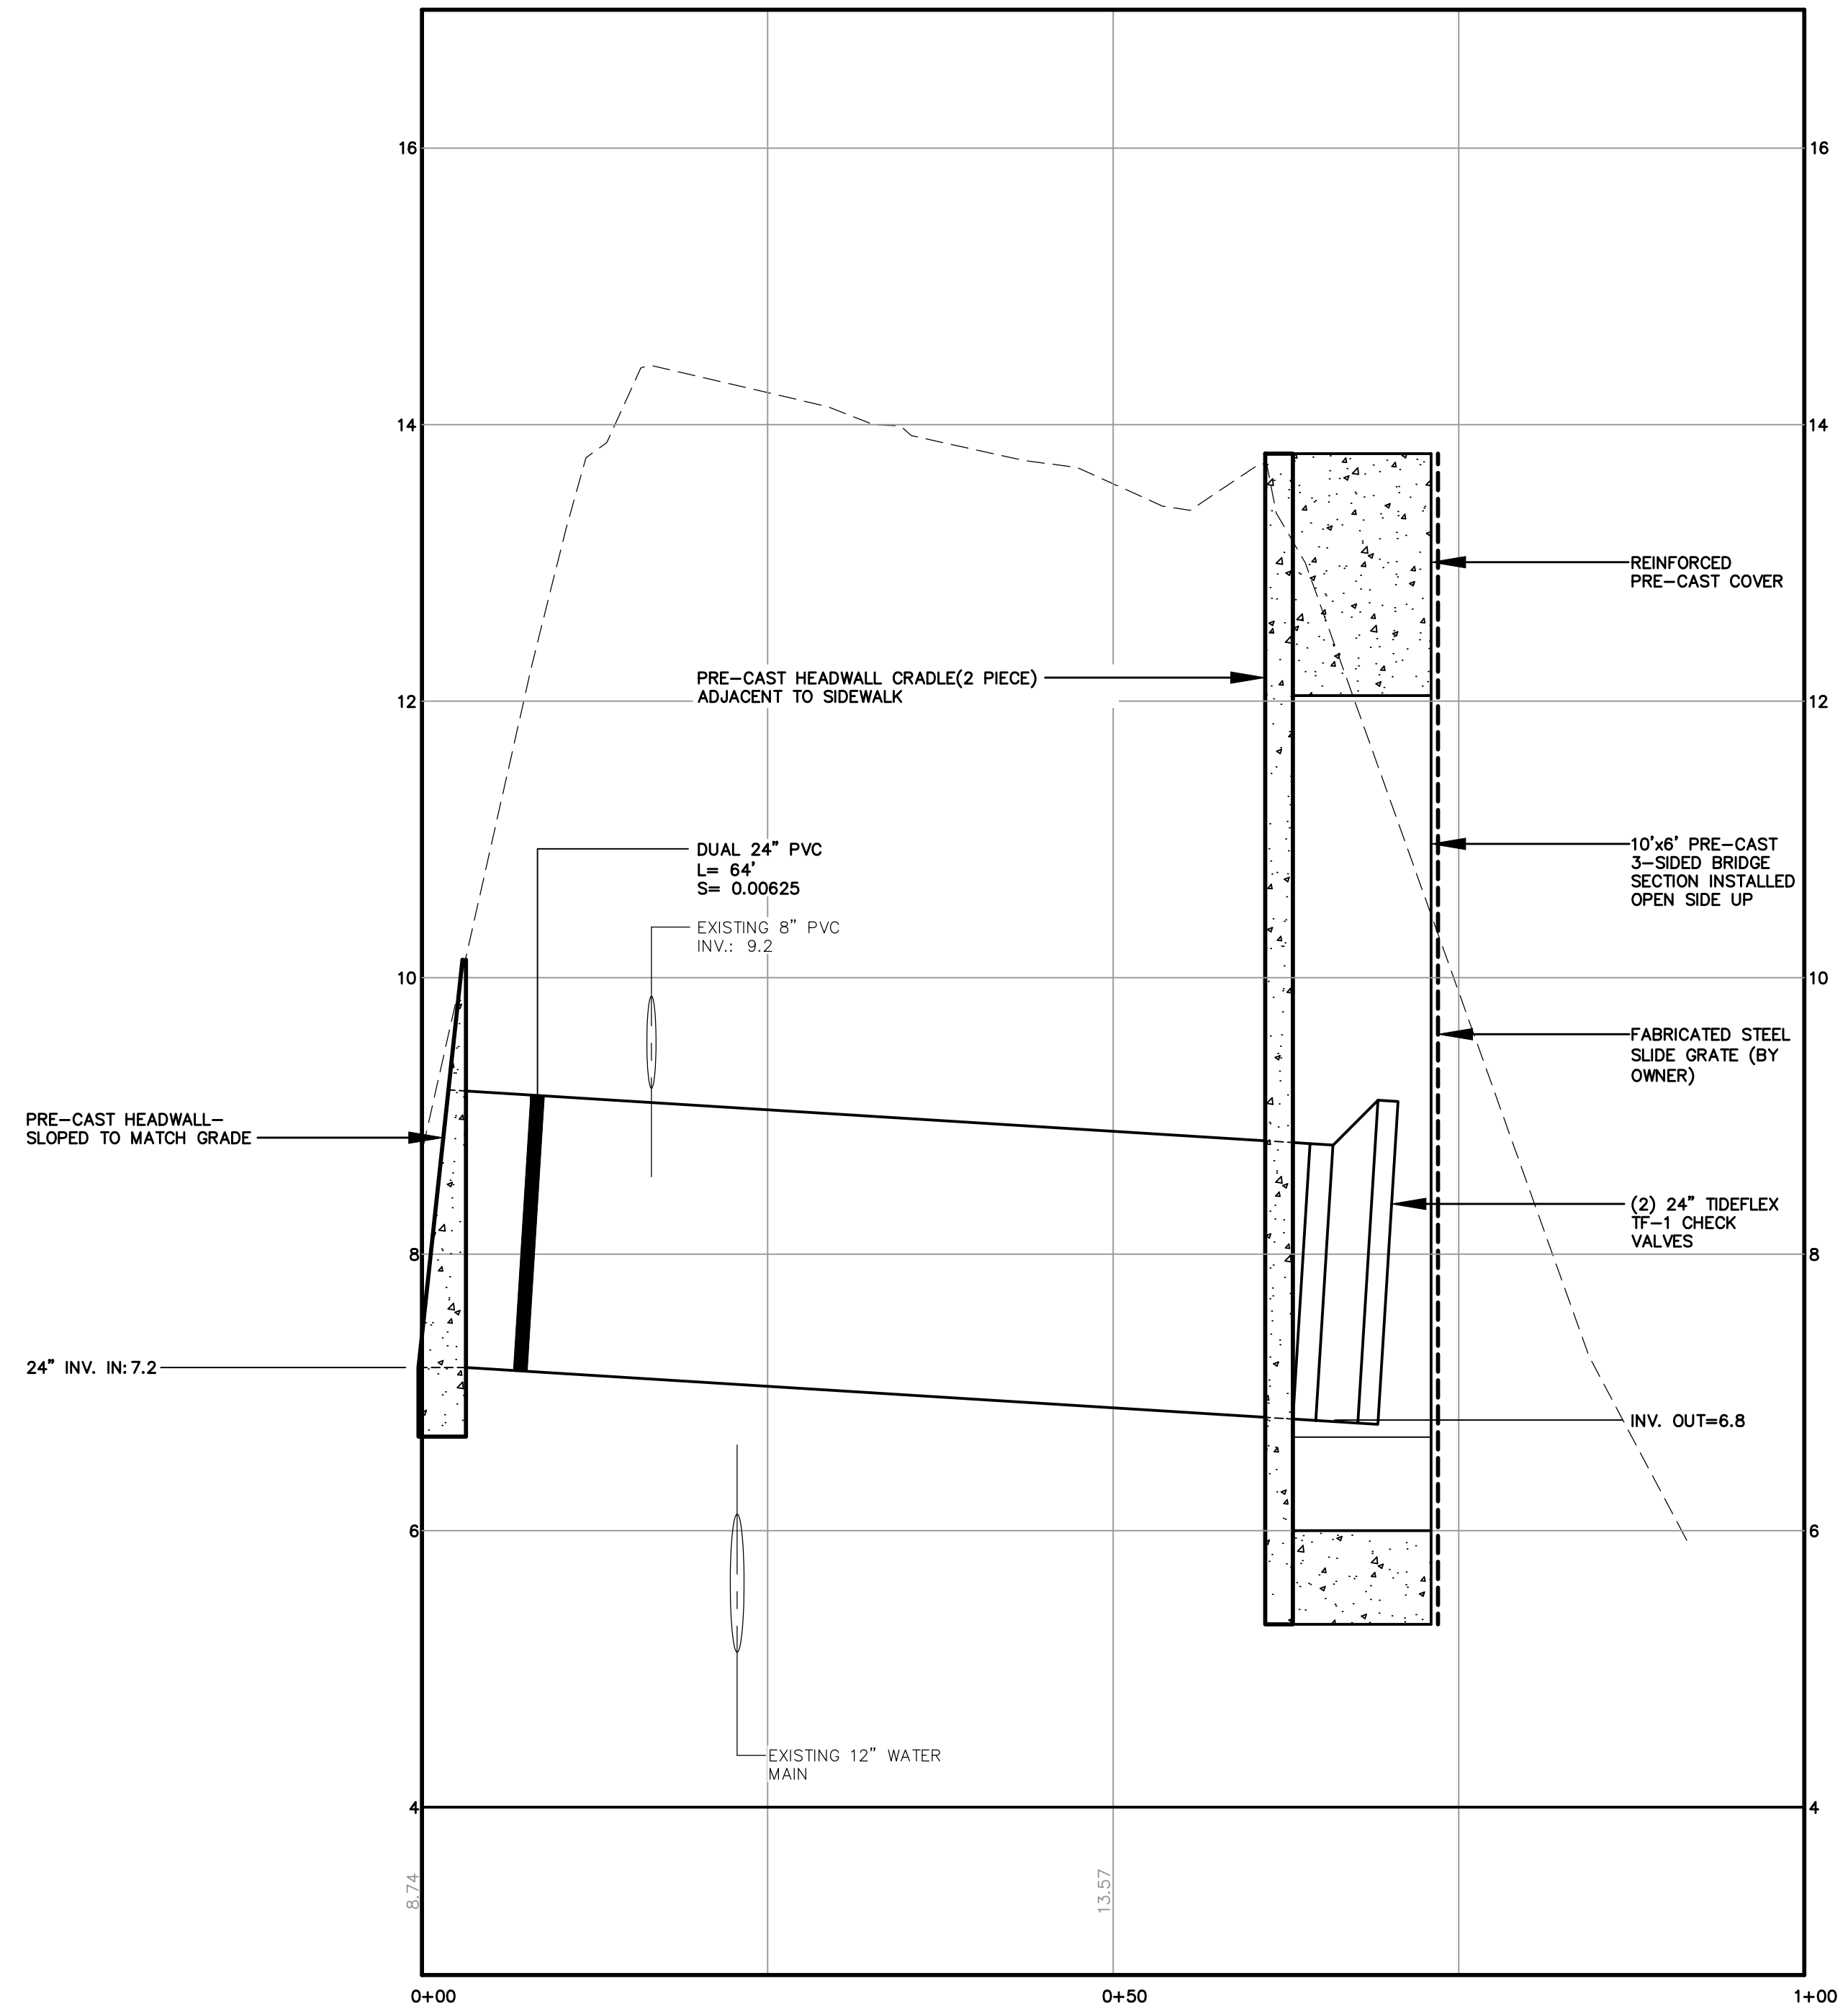 16
16
14
14
REINFORCED
PRE-CAST COVER
PRE-CAST HEADWALL CRADLE(2 PIECE)
ADJACENT TO SIDEWALK
12
12
DUAL 24" PVC
L= 64'
S= 0.00625
10'x6' PRE-CAST
3-SIDED BRIDGE
SECTION INSTALLED
OPEN SIDE UP
EXISTING 8" PVC
INV.: 9.2
10
10
FABRICATED STEEL
SLIDE GRATE (BY
OWNER)
PRE-CAST HEADWALL-
SLOPED TO MATCH GRADE
(2) 24" TIDEFLEX
TF-1 CHECK
VALVES
8
8
24" INV. IN: 7.2
INV. OUT=6.8
6
6
EXISTING 12" WATER
MAIN
4
4
8.74
13.57
0+00
0+50
1+00